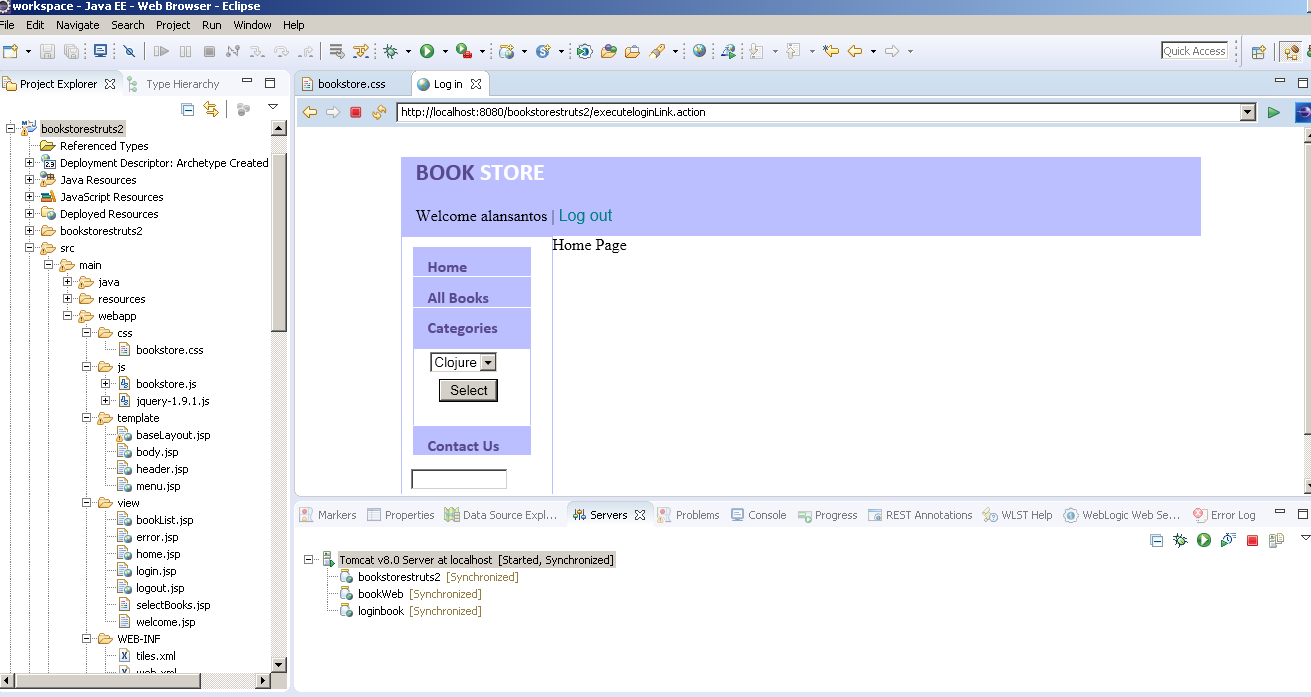 workspace - Java EE - Web Browser - Eclipse
File Edit Navigate Search Project Run Window Help
Quick Access
Project Explorer Type Hierarchy
bookstorestruts2
Referenced Types
Deployment Descriptor: Archetype Created
Java Resources
JavaScript Resources
Deployed Resources
bookstorestruts2
src
main
java
resources
webapp
css
bookstore.css
js
bookstore.js
jquery-1.9.1.js
template
baseLayout.jsp
body.jsp
header.jsp
menu.jsp
view
bookList.jsp
error.jsp
home.jsp
login.jsp
logout.jsp
selectBooks.jsp
welcome.jsp
WEB-INF
tiles.xml
web.xml
bookstore.css Log in
http://localhost:8080/bookstorestruts2/executeloginLink.action
BOOK STORE
Welcome alansantos | Log out
Home Page
Home
All Books
Categories
Clojure
Select
Contact Us
Markers Properties Data Source Expl... Servers Problems Console Progress REST Annotations WLST Help WebLogic Web Se... Error Log
Tomcat v8.0 Server at localhost [Started, Synchronized]
bookstorestruts2 [Synchronized]
bookWeb [Synchronized]
loginbook [Synchronized]